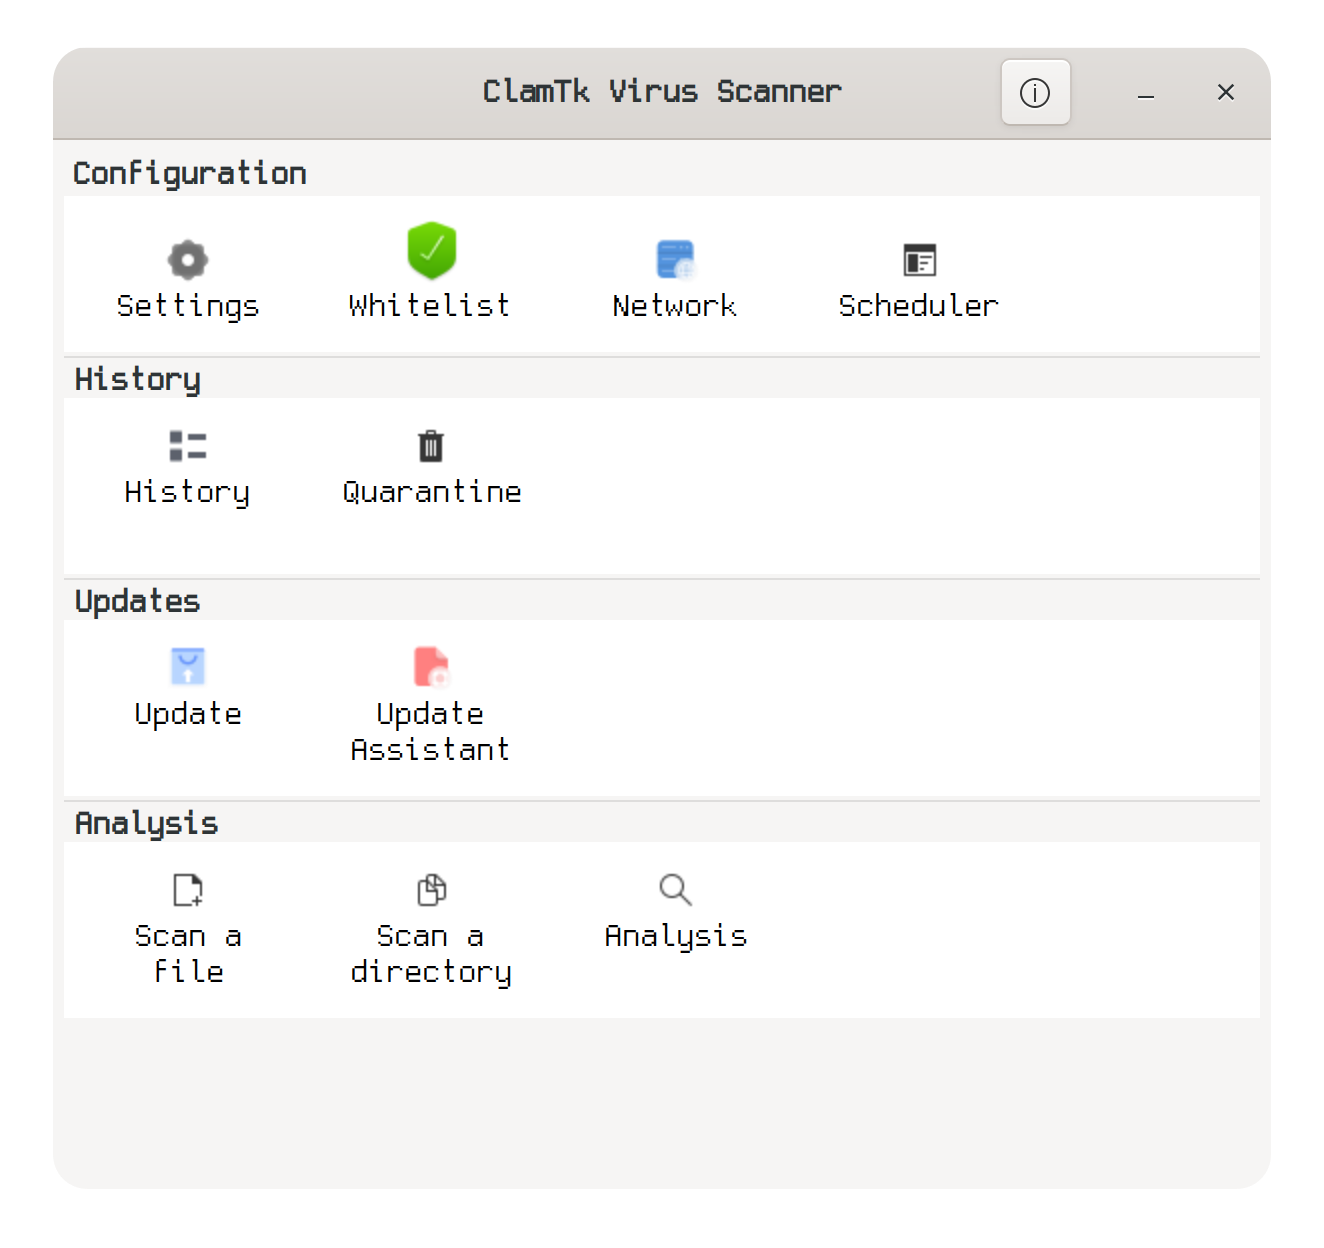 ClamTk Virus Scanner
Configuration
Settings
Whitelist
Network
Scheduler
History
History
Quarantine
Updates
Update
Update
Assistant
Analysis
Scan a
file
Scan a
directory
Analysis